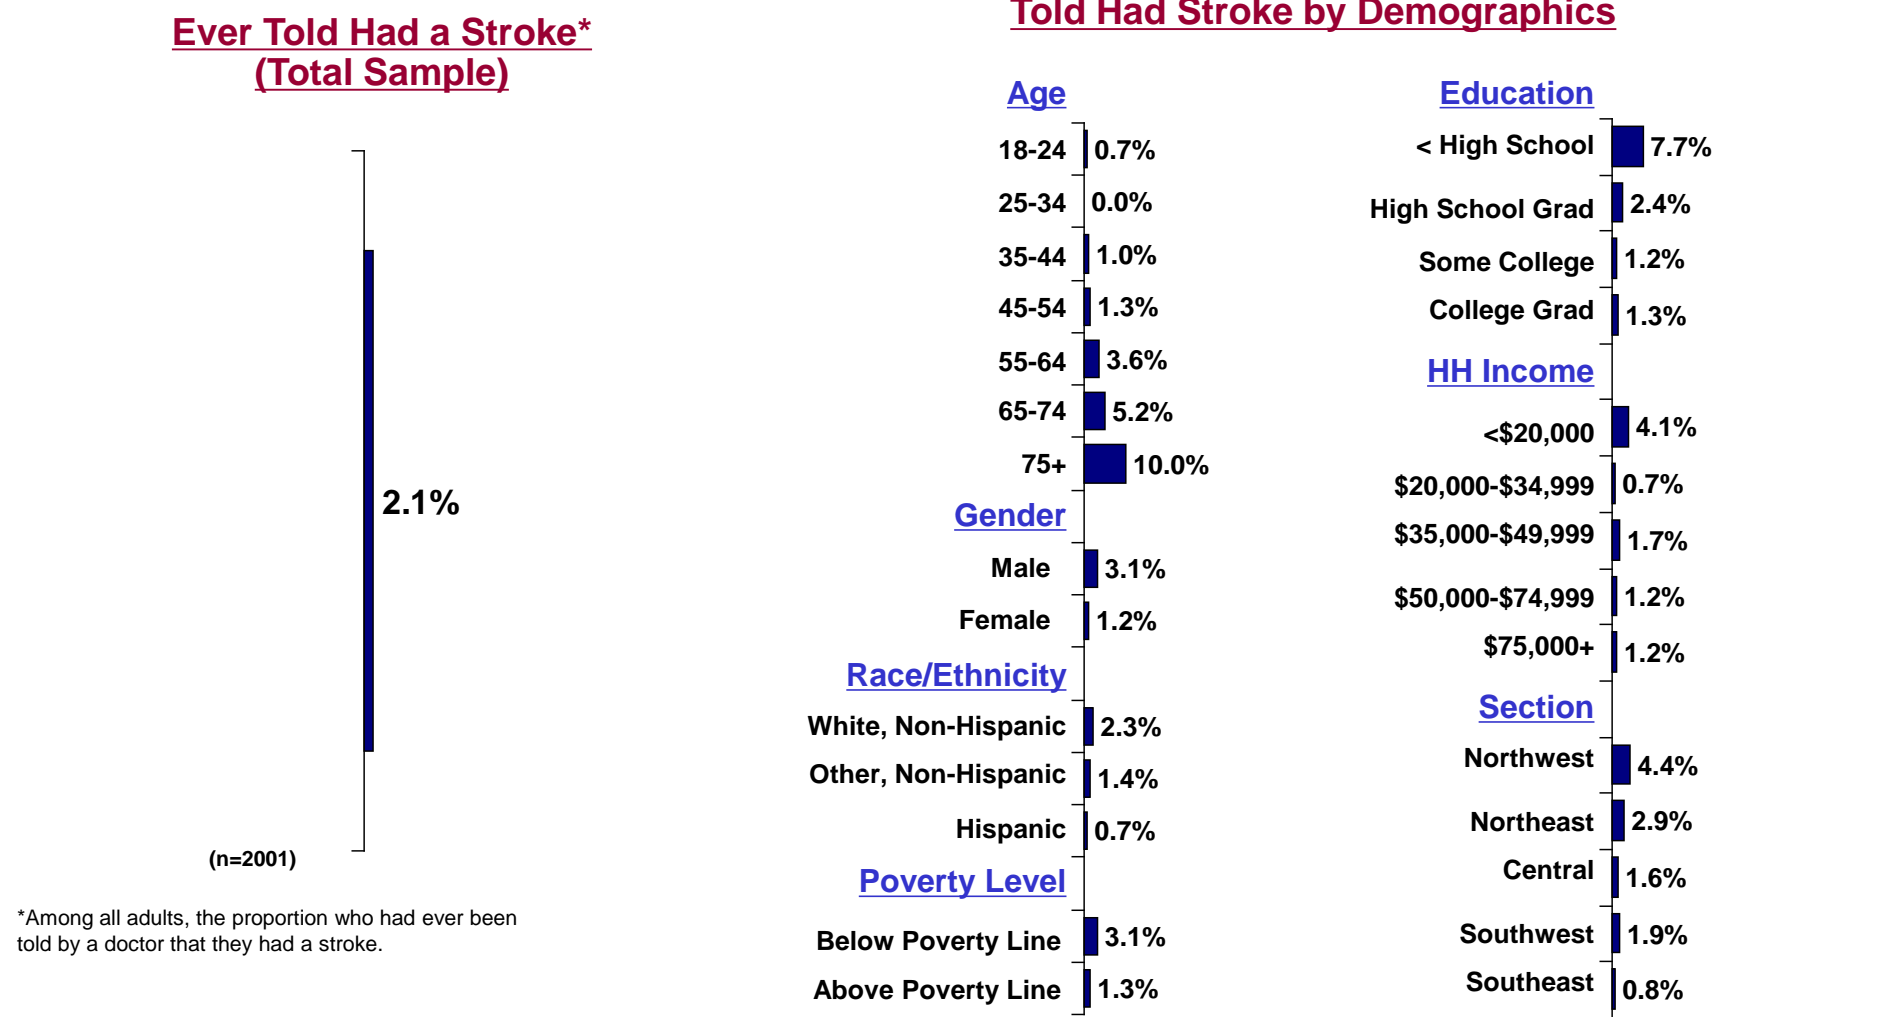 Ever Told Had a Stroke*
(Total Sample)
2.1%
(n=2001)
*Among all adults, the proportion who had ever been
told by a doctor that they had a stroke.
Told Had Stroke by Demographics
Age
18-24 0.7%
25-34 0.0%
35-44 1.0%
45-54 1.3%
55-64 3.6%
65-74 5.2%
75+ 10.0%
Gender
Male 3.1%
Female 1.2%
Race/Ethnicity
White, Non-Hispanic 2.3%
Other, Non-Hispanic 1.4%
Hispanic 0.7%
Poverty Level
Below Poverty Line 3.1%
Above Poverty Line 1.3%
Education
< High School 7.7%
High School Grad 2.4%
Some College 1.2%
College Grad 1.3%
HH Income
<$20,000 4.1%
$20,000-$34,999 0.7%
$35,000-$49,999 1.7%
$50,000-$74,999 1.2%
$75,000+ 1.2%
Section
Northwest 4.4%
Northeast 2.9%
Central 1.6%
Southwest 1.9%
Southeast 0.8%